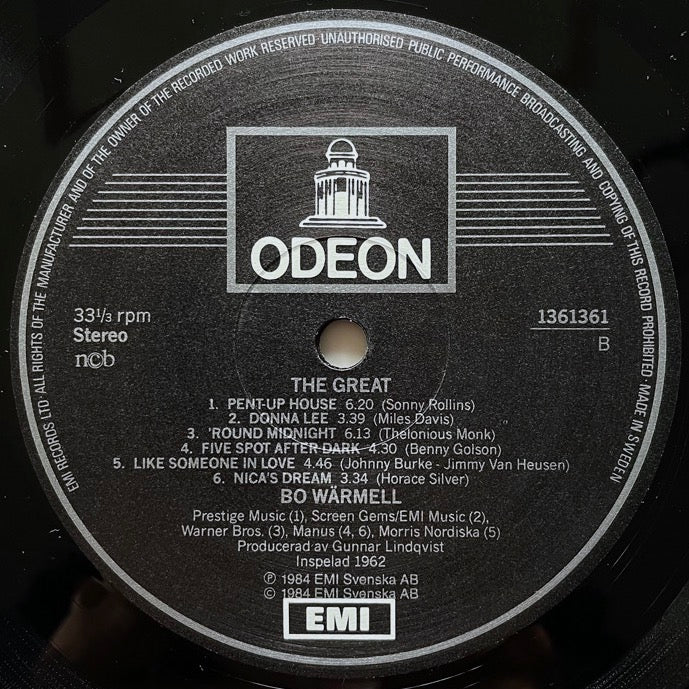 EMI RECORDS LTD · ALL RIGHTS OF THE MANUFACTURER AND OF THE OWNER OF THE RECORDED WORK RESERVED · UNAUTHORISED PUBLIC PERFORMANCE BROADCASTING AND COPYING OF THIS RECORD PROHIBITED · MADE IN SWEDEN
ODEON
33⅓ rpm
Stereo
n©b
1361361
B
THE GREAT
1. PENT-UP HOUSE 6.20 (Sonny Rollins)
2. DONNA LEE 3.39 (Miles Davis)
3. 'ROUND MIDNIGHT 6.13 (Thelonious Monk)
4. FIVE SPOT AFTER DARK 4.30 (Benny Golson)
5. LIKE SOMEONE IN LOVE 4.46 (Johnny Burke - Jimmy Van Heusen)
6. NICA'S DREAM 3.34 (Horace Silver)
BO WÄRMELL
Prestige Music (1), Screen Gems/EMI Music (2),
Warner Bros. (3), Manus (4, 6), Morris Nordiska (5)
Producerad av Gunnar Lindqvist
Inspelad 1962
℗ 1984 EMI Svenska AB
© 1984 EMI Svenska AB
EMI